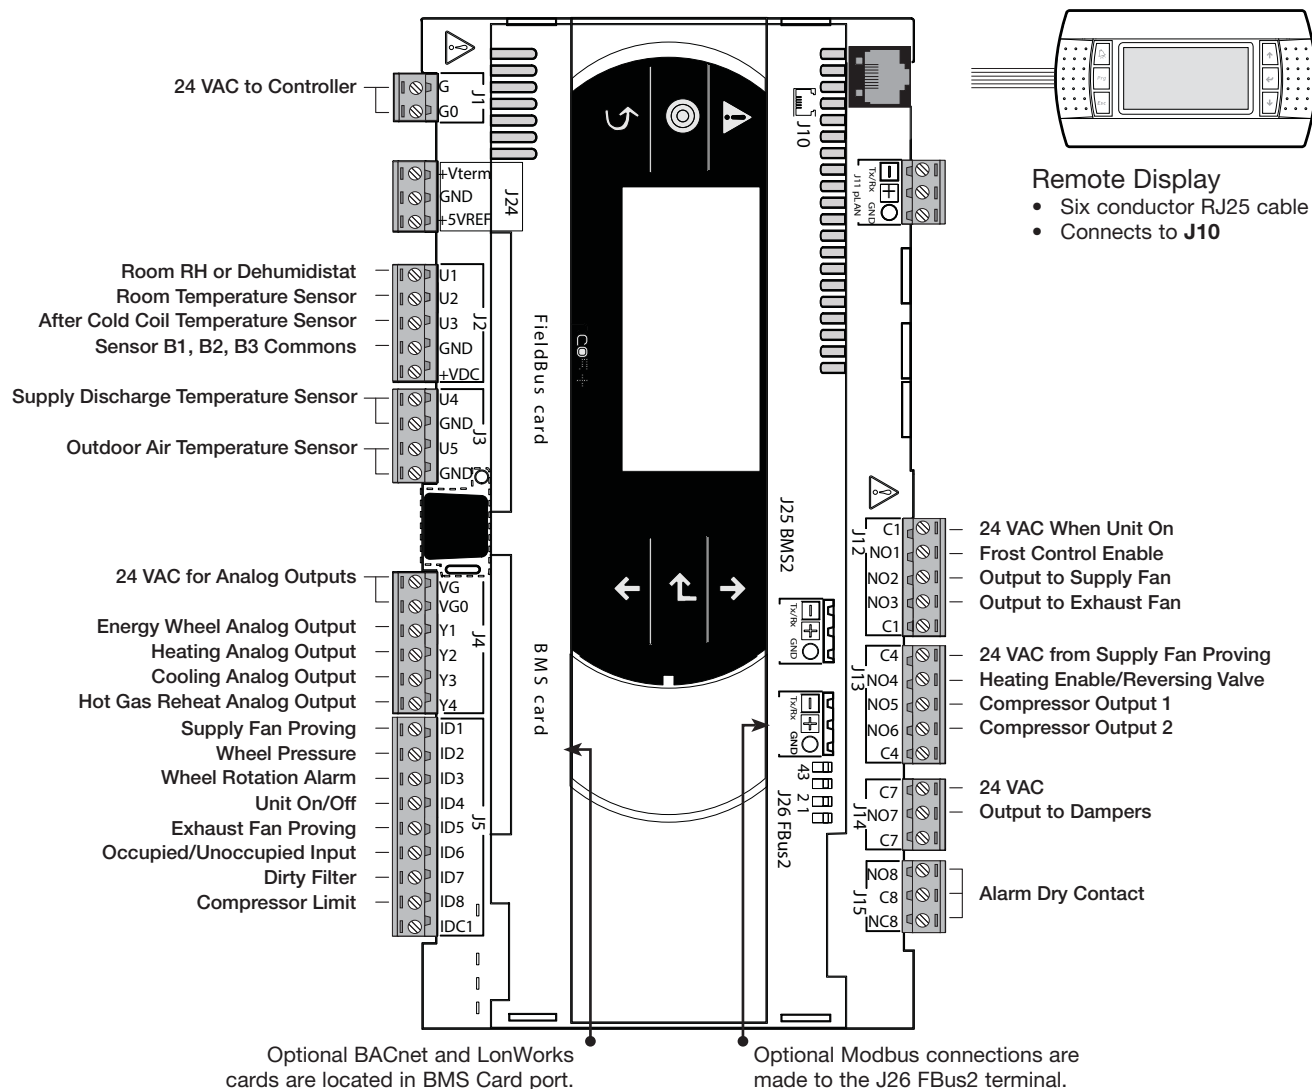 24 VAC to Controller
G
G0
J1
+Vterm
GND
+5VREF
J24
Room RH or Dehumidistat
Room Temperature Sensor
After Cold Coil Temperature Sensor
Sensor B1, B2, B3 Commons
U1
U2
U3
GND
+VDC
J2
Supply Discharge Temperature Sensor
Outdoor Air Temperature Sensor
U4
GND
U5
GND
J3
24 VAC for Analog Outputs
Energy Wheel Analog Output
Heating Analog Output
Cooling Analog Output
Hot Gas Reheat Analog Output
VG
VG0
Y1
Y2
Y3
Y4
J4
Supply Fan Proving
Wheel Pressure
Wheel Rotation Alarm
Unit On/Off
Exhaust Fan Proving
Occupied/Unoccupied Input
Dirty Filter
Compressor Limit
ID1
ID2
ID3
ID4
ID5
ID6
ID7
ID8
IDC1
J5
FieldBus card
BMS card
J10
J11 pLAN
Tx/Rx
GND
Prg
Esc
Remote Display
• Six conductor RJ25 cable
• Connects to J10
J25 BMS2
Tx/Rx
GND
Tx/Rx
GND
43
2 1
J26 FBus2
J12
C1
NO1
NO2
NO3
C1
24 VAC When Unit On
Frost Control Enable
Output to Supply Fan
Output to Exhaust Fan
J13
C4
NO4
NO5
NO6
C4
24 VAC from Supply Fan Proving
Heating Enable/Reversing Valve
Compressor Output 1
Compressor Output 2
J14
C7
NO7
C7
24 VAC
Output to Dampers
J15
NO8
C8
NC8
Alarm Dry Contact
Optional BACnet and LonWorks
cards are located in BMS Card port.
Optional Modbus connections are
made to the J26 FBus2 terminal.